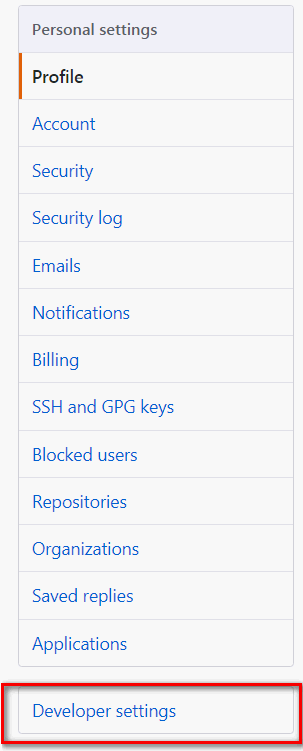 Personal settings
Profile
Account
Security
Security log
Emails
Notifications
Billing
SSH and GPG keys
Blocked users
Repositories
Organizations
Saved replies
Applications
Developer settings